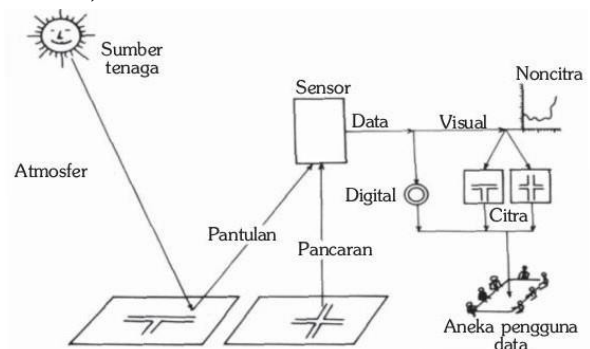 Sumber
tenaga
Noncitra
Sensor
Data
Visual
Atmosfer
Digital
Citra
Pantulan
Pancaran
Aneka pengguna
data